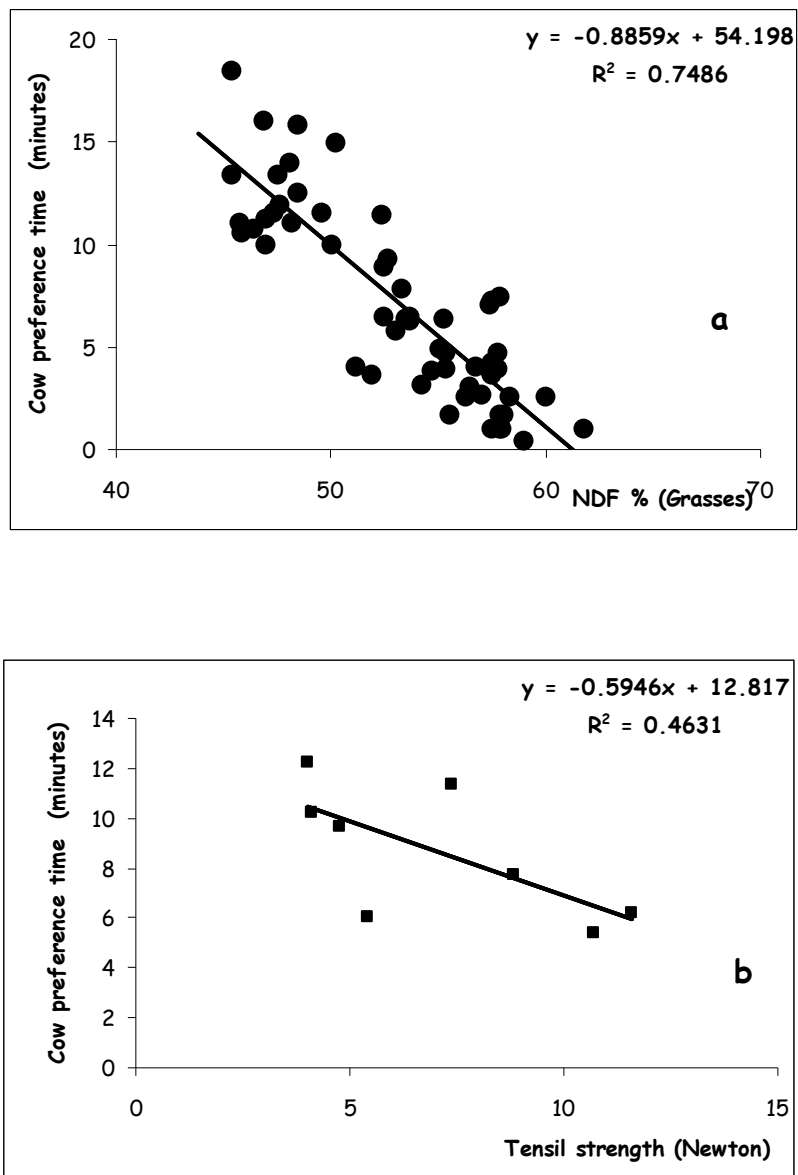 y = -0.8859x + 54.198
R² = 0.7486
Cow preference time (minutes)
20
15
10
5
0
a
40 50 60 70
NDF % (Grasses)
y = -0.5946x + 12.817
R² = 0.4631
Cow preference time (minutes)
14
12
10
8
6
4
2
0
b
0 5 10 15
Tensil strength (Newton)